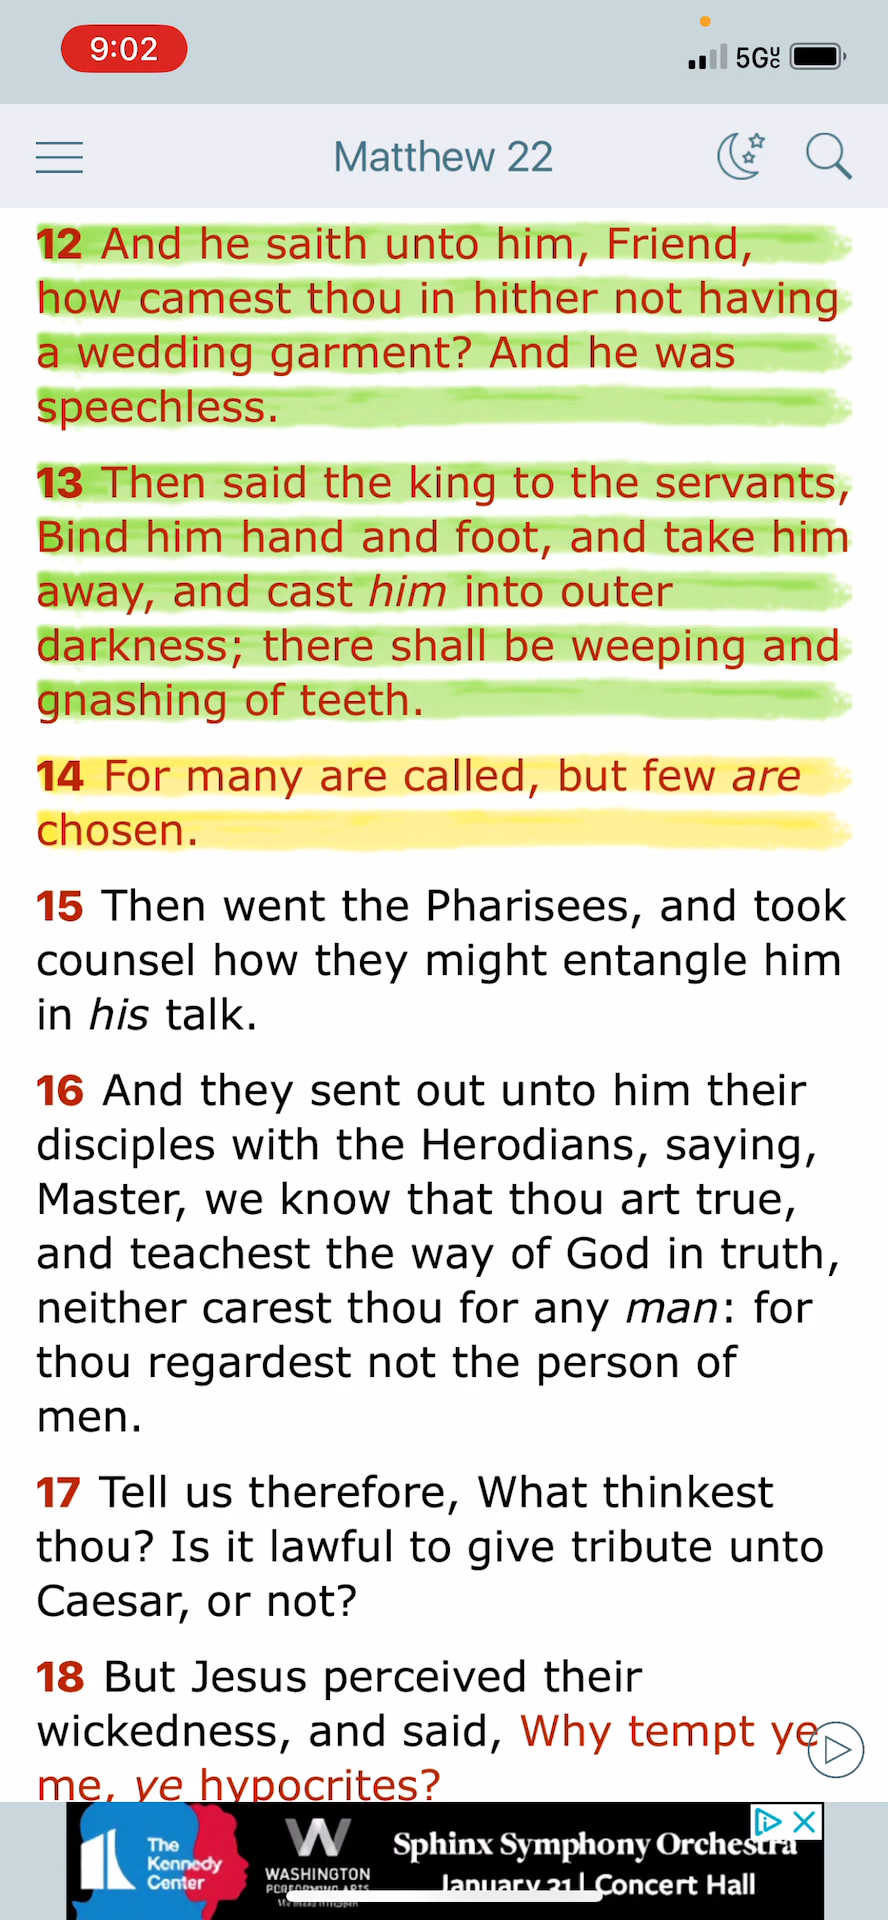 9:02
5G
Matthew 22
12 And he saith unto him, Friend,
how camest thou in hither not having
a wedding garment? And he was
speechless.
13 Then said the king to the servants,
Bind him hand and foot, and take him
away, and cast him into outer
darkness; there shall be weeping and
gnashing of teeth.
14 For many are called, but few are
chosen.
15 Then went the Pharisees, and took
counsel how they might entangle him
in his talk.
16 And they sent out unto him their
disciples with the Herodians, saying,
Master, we know that thou art true,
and teachest the way of God in truth,
neither carest thou for any man: for
thou regardest not the person of
men.
17 Tell us therefore, What thinkest
thou? Is it lawful to give tribute unto
Caesar, or not?
18 But Jesus perceived their
wickedness, and said, Why tempt ye
me, ye hypocrites?
The
Kennedy
Center
W
WASHINGTON
PERFORMING ARTS
Sphinx Symphony Orchestra
January 21 | Concert Hall